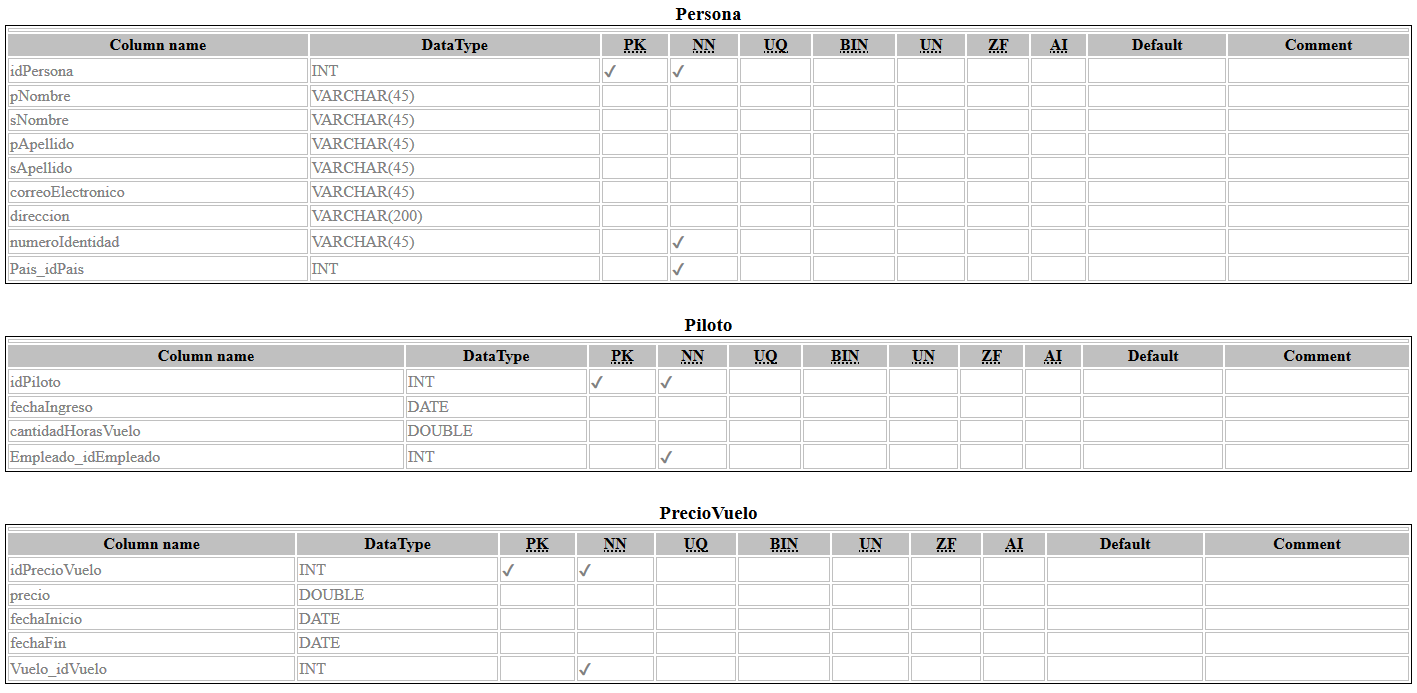 Persona
Column name DataType PK NN UQ BIN UN ZF AI Default Comment
idPersona INT ✓ ✓
pNombre VARCHAR(45)
sNombre VARCHAR(45)
pApellido VARCHAR(45)
sApellido VARCHAR(45)
correoElectronico VARCHAR(45)
direccion VARCHAR(200)
numeroIdentidad VARCHAR(45) ✓
Pais_idPais INT ✓
Piloto
Column name DataType PK NN UQ BIN UN ZF AI Default Comment
idPiloto INT ✓ ✓
fechaIngreso DATE
cantidadHorasVuelo DOUBLE
Empleado_idEmpleado INT ✓
PrecioVuelo
Column name DataType PK NN UQ BIN UN ZF AI Default Comment
idPrecioVuelo INT ✓ ✓
precio DOUBLE
fechaInicio DATE
fechaFin DATE
Vuelo_idVuelo INT ✓